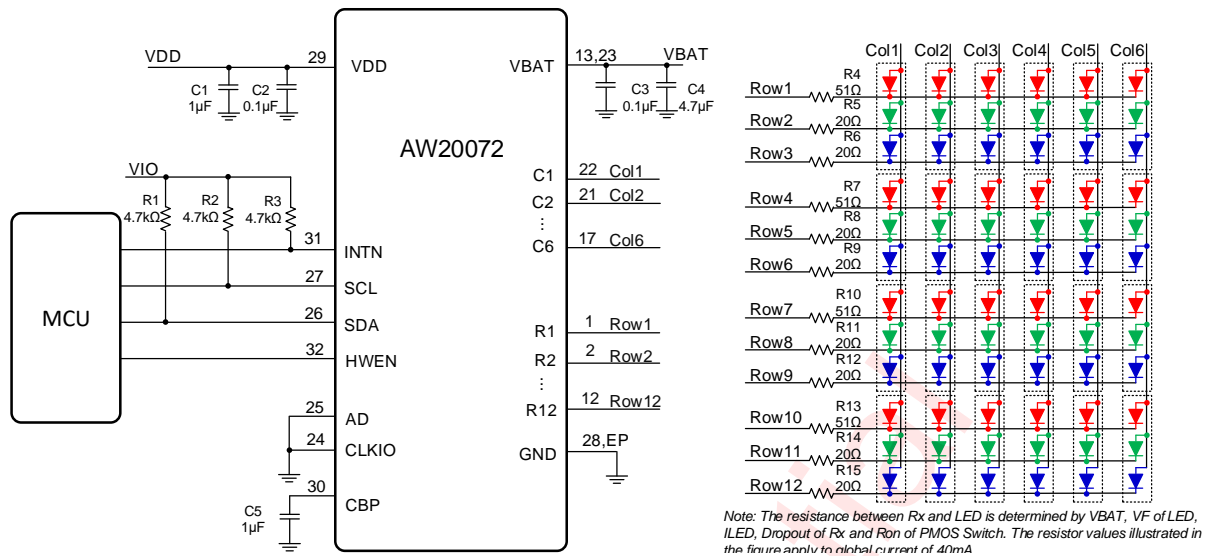 VDD
29
VDD
C1
1µF
C2
0.1µF
VBAT
13,23
VBAT
C3
0.1µF
C4
4.7µF
AW20072
VIO
R1
4.7kΩ
R2
4.7kΩ
R3
4.7kΩ
MCU
31
INTN
27
SCL
26
SDA
32
HWEN
25
AD
24
CLKIO
30
CBP
C5
1µF
C1
22
Col1
C2
21
Col2
⋮
C6
17
Col6
R1
1
Row1
R2
2
Row2
⋮
R12
12
Row12
GND
28,EP
Col1 Col2 Col3 Col4 Col5 Col6
Row1
R4
51Ω
Row2
R5
20Ω
Row3
R6
20Ω
Row4
R7
51Ω
Row5
R8
20Ω
Row6
R9
20Ω
Row7
R10
51Ω
Row8
R11
20Ω
Row9
R12
20Ω
Row10
R13
51Ω
Row11
R14
20Ω
Row12
R15
20Ω
Note: The resistance between Rx and LED is determined by VBAT, VF of LED,
ILED, Dropout of Rx and Ron of PMOS Switch. The resistor values illustrated in
the figure apply to global current of 40mA